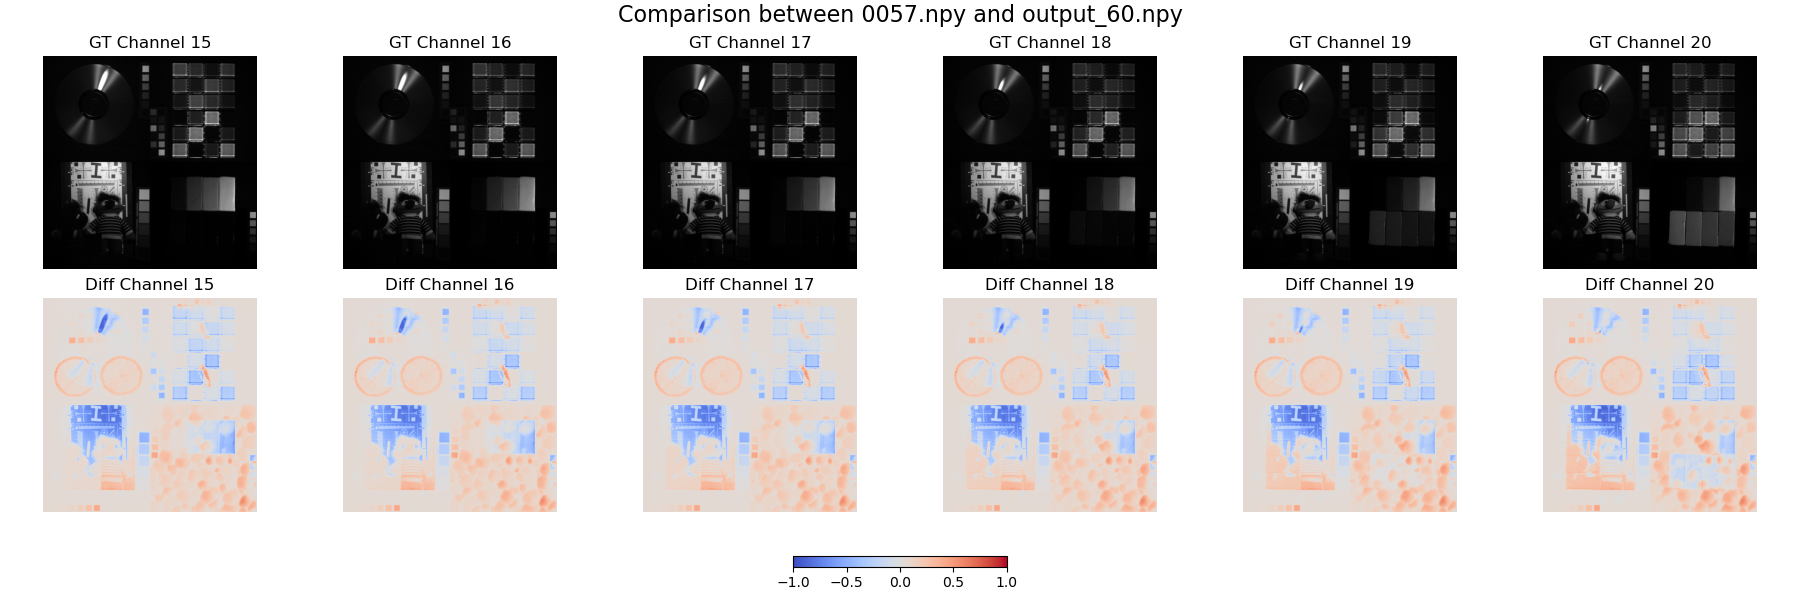 Comparison between 0057.npy and output_60.npy
GT Channel 15 GT Channel 16 GT Channel 17 GT Channel 18 GT Channel 19 GT Channel 20
Diff Channel 15 Diff Channel 16 Diff Channel 17 Diff Channel 18 Diff Channel 19 Diff Channel 20
−1.0 −0.5 0.0 0.5 1.0